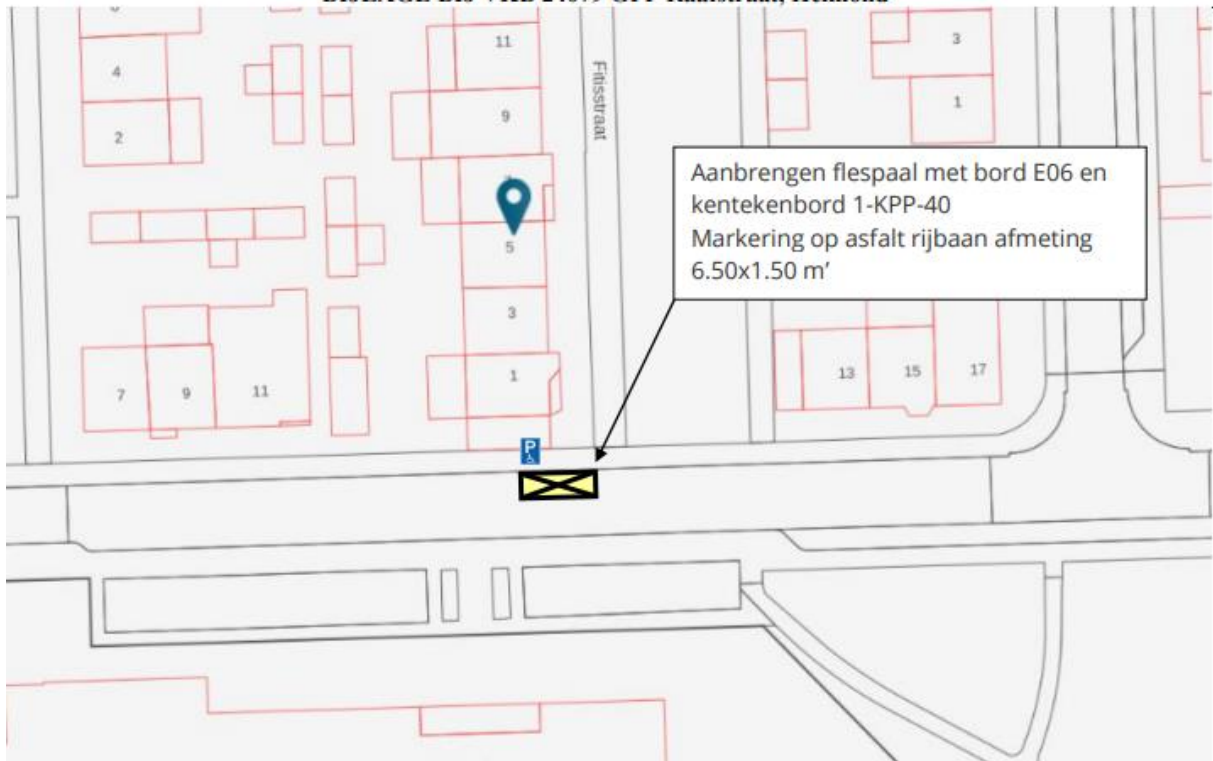 4
2
11
9
5
3
1
7
9
11
Fitisstraat
3
1
13
15
17
P
Aanbrengen flespaal met bord E06 en
kentekenbord 1-KPP-40
Markering op asfalt rijbaan afmeting
6.50x1.50 m’